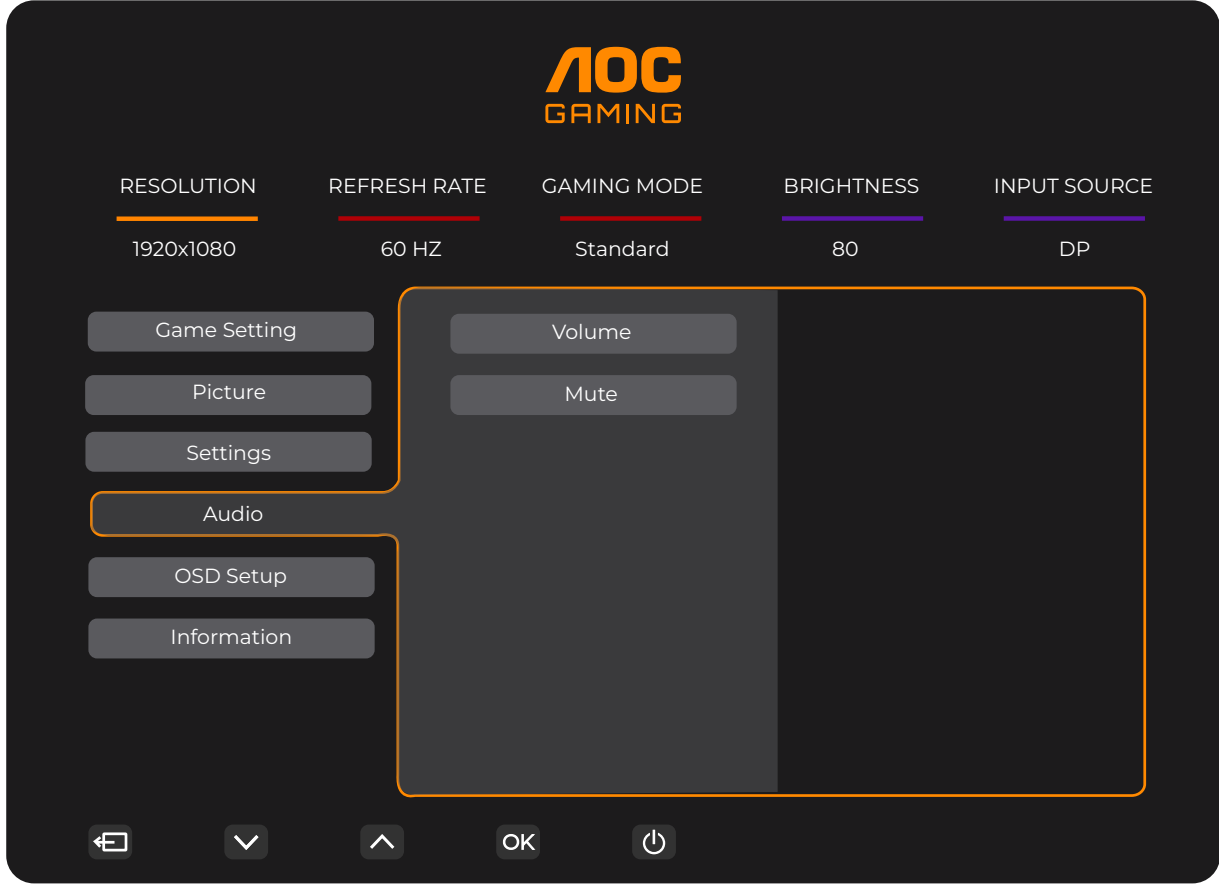 AOC
GAMING
RESOLUTION REFRESH RATE GAMING MODE BRIGHTNESS INPUT SOURCE
1920x1080 60 HZ Standard 80 DP
Game Setting Volume
Picture Mute
Settings
Audio
OSD Setup
Information
OK